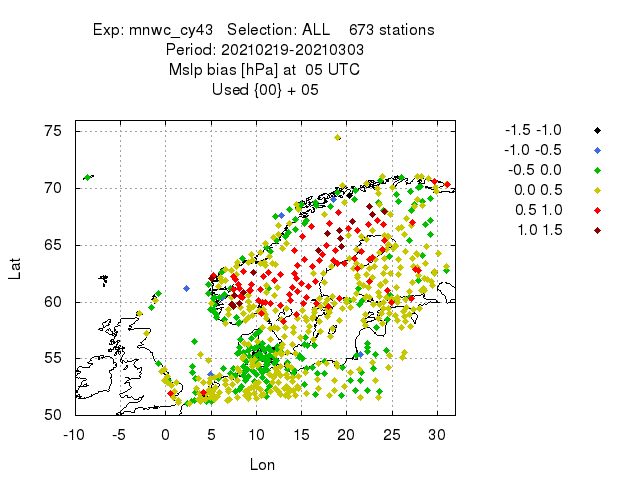 Exp: mnwc_cy43 Selection: ALL 673 stations
Period: 20210219-20210303
Mslp bias [hPa] at 05 UTC
Used {00} + 05
-1.5 -1.0
-1.0 -0.5
-0.5 0.0
0.0 0.5
0.5 1.0
1.0 1.5
75
70
65
60
55
50
Lat
-10 -5 0 5 10 15 20 25 30
Lon